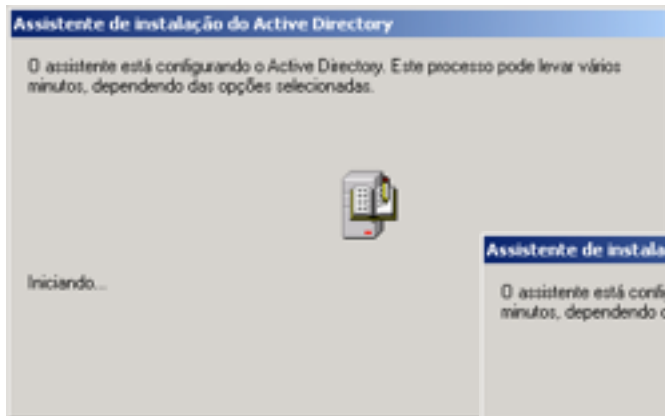 Assistente de instalação do Active Directory
O assistente está configurando o Active Directory. Este processo pode levar vários
minutos, dependendo das opções selecionadas.
Iniciando...
Assistente de instala
O assistente está confi
minutos, dependendo